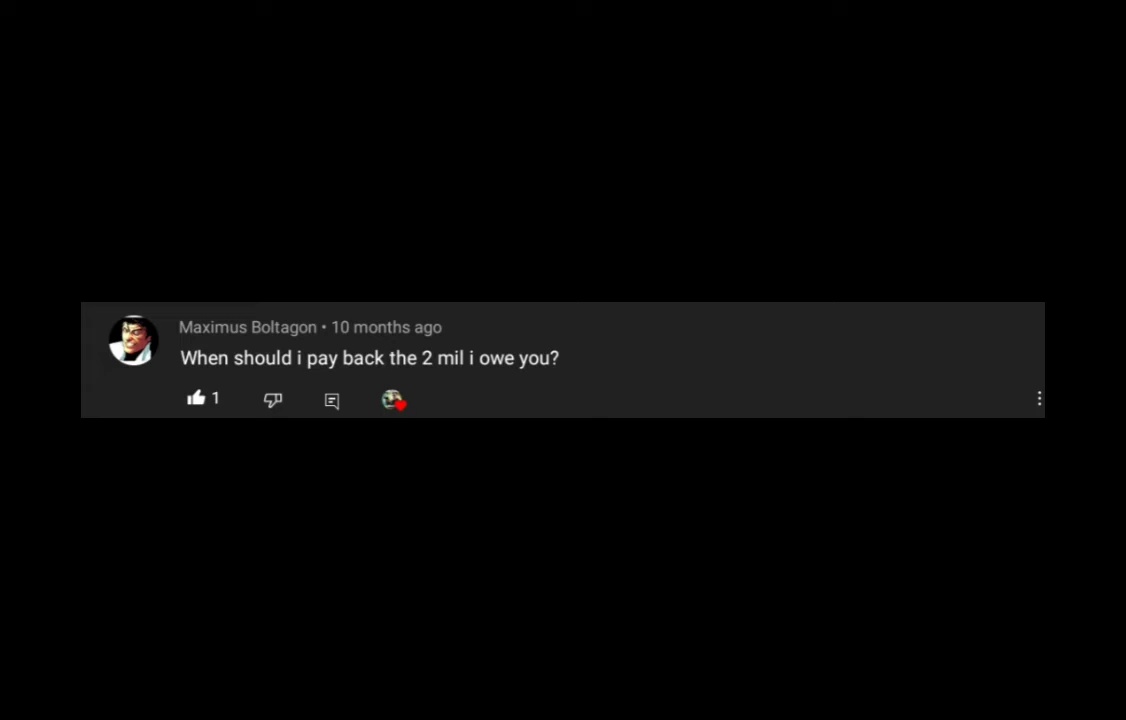 Maximus Boltagon • 10 months ago
When should i pay back the 2 mil i owe you?
1